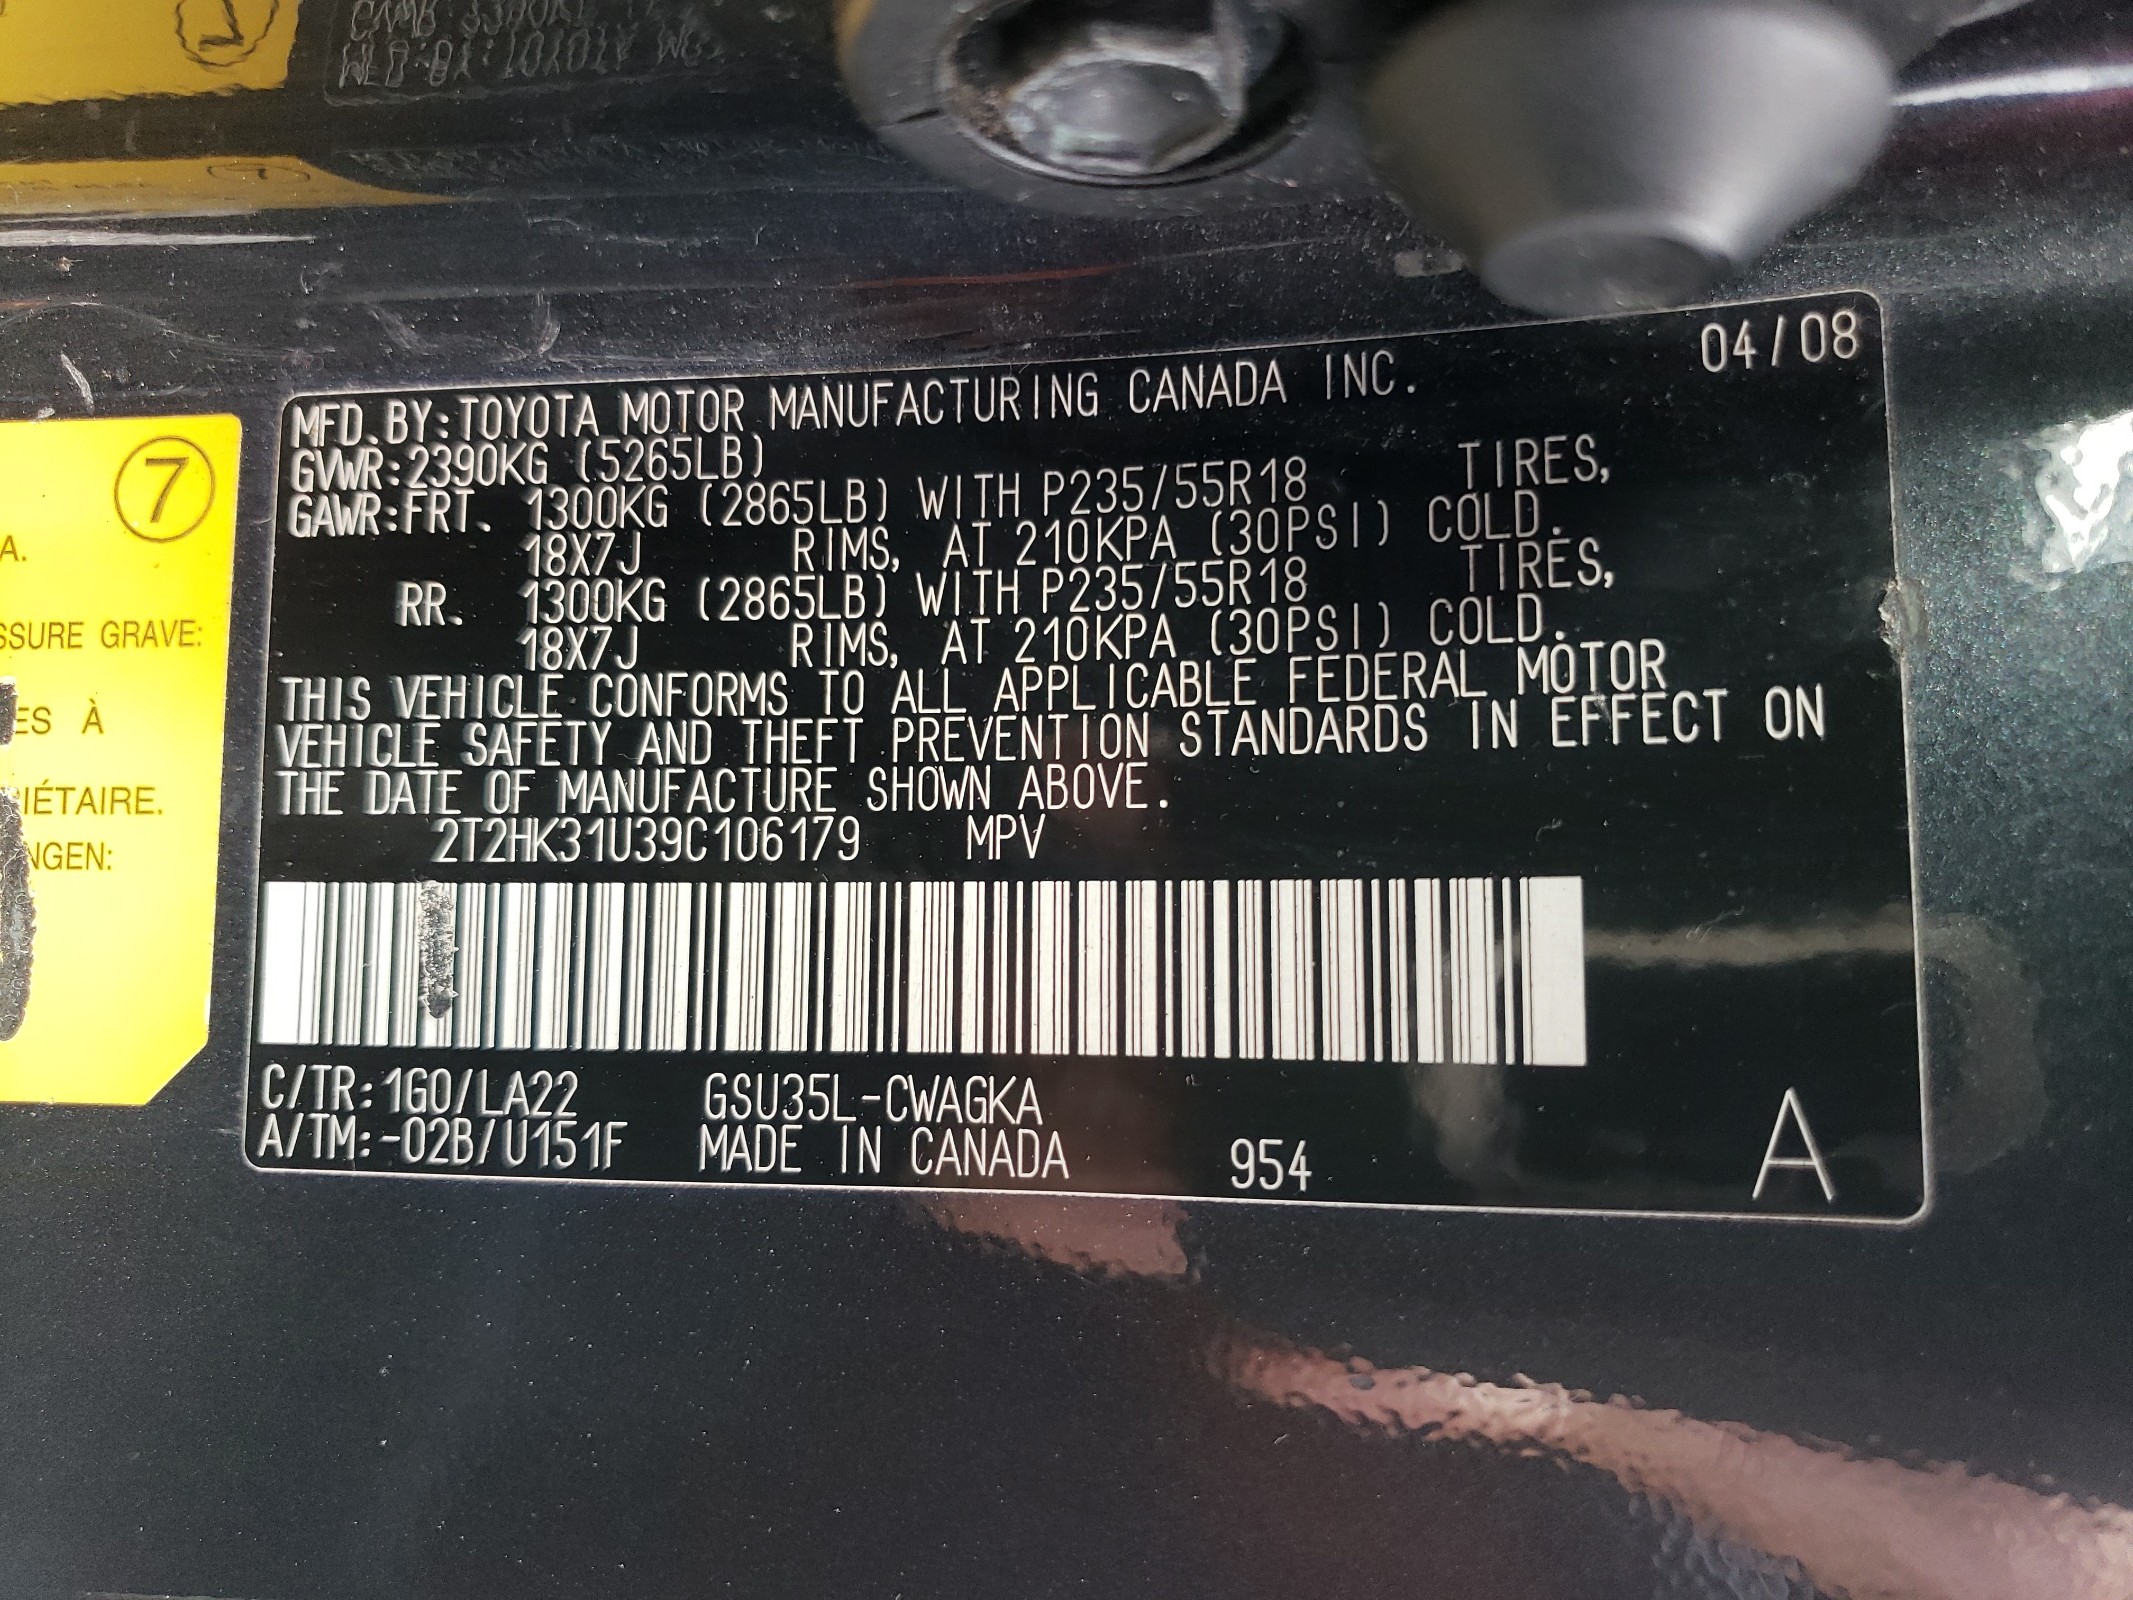 04/08
MFD. BY: TOYOTA MOTOR MANUFACTURING CANADA INC.
GVWR: 2390KG (5265LB)
GAWR: FRT. 1300KG (2865LB) WITH P235/55R18 TIRES,
18X7J RIMS, AT 210KPA (30PSI) COLD.
RR. 1300KG (2865LB) WITH P235/55R18 TIRES,
18X7J RIMS, AT 210KPA (30PSI) COLD.
THIS VEHICLE CONFORMS TO ALL APPLICABLE FEDERAL MOTOR
VEHICLE SAFETY AND THEFT PREVENTION STANDARDS IN EFFECT ON
THE DATE OF MANUFACTURE SHOWN ABOVE.
2T2HK31U39C106179 MPV
C/TR: 1G0/LA22 GSU35L-CWAGKA
A/TM: -02B/U151F MADE IN CANADA 954 A
7
A.
SSURE GRAVE:
ES À
IÉTAIRE.
NGEN: